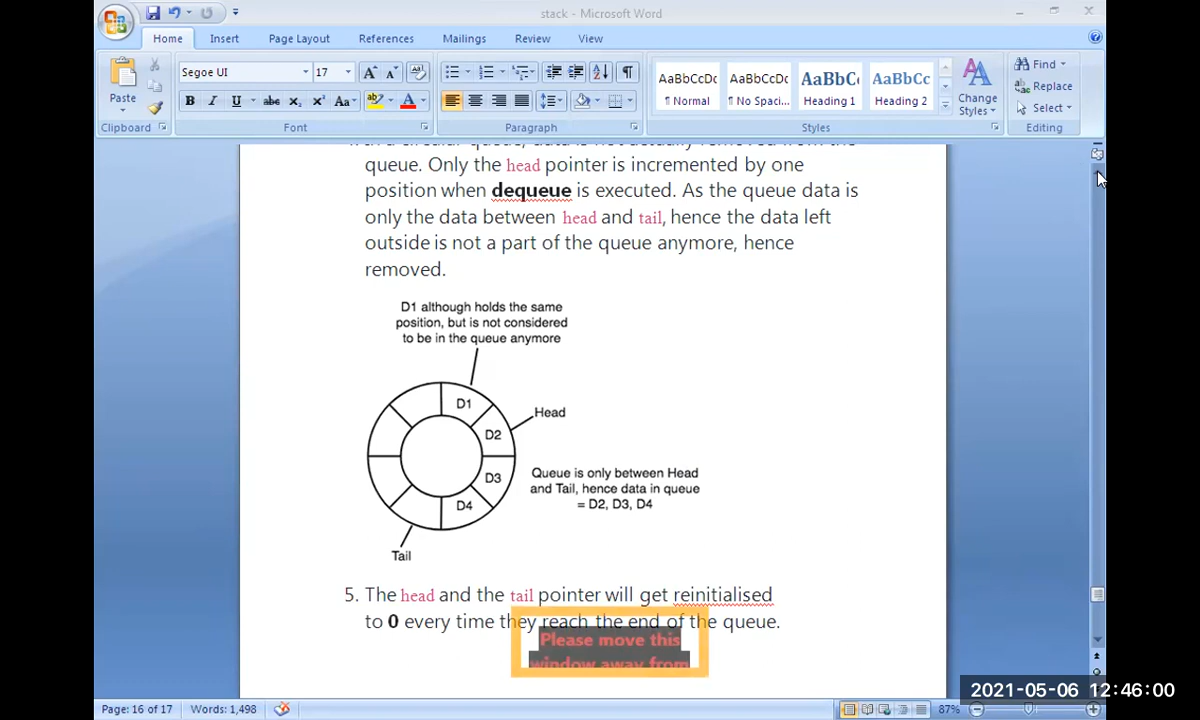 stack - Microsoft Word
Home Insert Page Layout References Mailings Review View
Paste
Segoe UI 17
B I U abc x₂ x² Aa A
AaBbCcDc AaBbCcDc AaBbC AaBbCc
¶ Normal ¶ No Spaci... Heading 1 Heading 2
Change Styles
Find
Replace
Select
Clipboard Font Paragraph Styles Editing
queue. Only the head pointer is incremented by one
position when dequeue is executed. As the queue data is
only the data between head and tail, hence the data left
outside is not a part of the queue anymore, hence
removed.
D1 although holds the same
position, but is not considered
to be in the queue anymore
D1
Head
D2
D3
Queue is only between Head
and Tail, hence data in queue
= D2, D3, D4
D4
Tail
5. The head and the tail pointer will get reinitialised
to 0 every time they reach the end of the queue.
Please move this
window away from
Page: 16 of 17 Words: 1,498 87%
2021-05-06 12:46:00